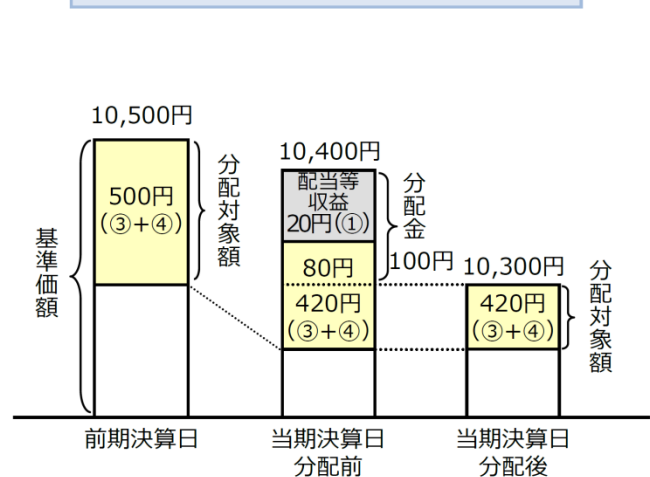 10,500円
500円
(③+④)
分配対象額
基準価額
10,400円
配当等
収益
20円(①)
80円
420円
(③+④)
分配金
100円
10,300円
420円
(③+④)
分配対象額
前期決算日
当期決算日
分配前
当期決算日
分配後